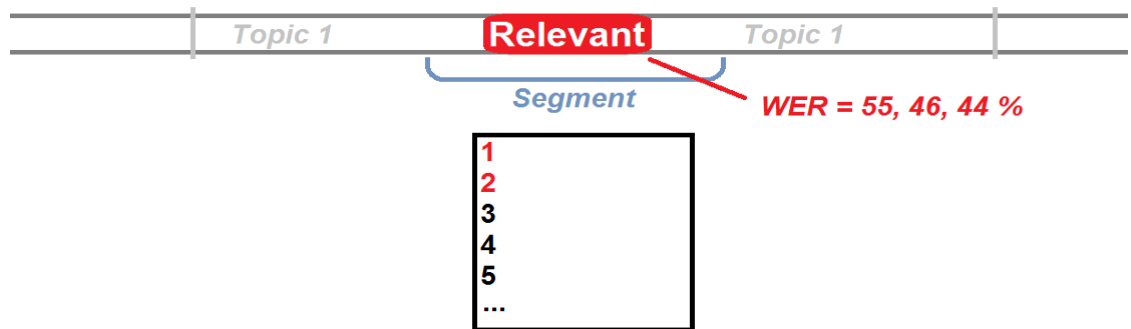 Topic 1 Relevant Topic 1
Segment
WER = 55, 46, 44 %
1
2
3
4
5
...